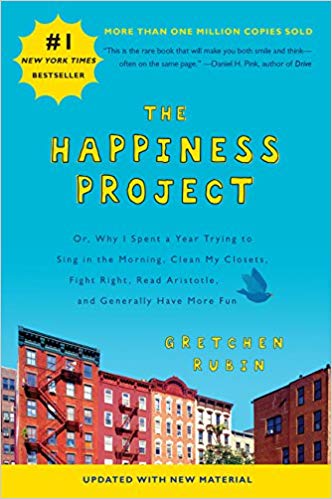 MORE THAN ONE MILLION COPIES SOLD
#1
NEW YORK TIMES
BESTSELLER
"This is the rare book that will make you both smile and think—
often on the same page." —Daniel H. Pink, author of Drive
THE
HAPPINESS
PROJECT
Or, Why I Spent a Year Trying to
Sing in the Morning, Clean My Closets,
Fight Right, Read Aristotle,
and Generally Have More Fun
GRETCHEN
RUBIN
UPDATED WITH NEW MATERIAL